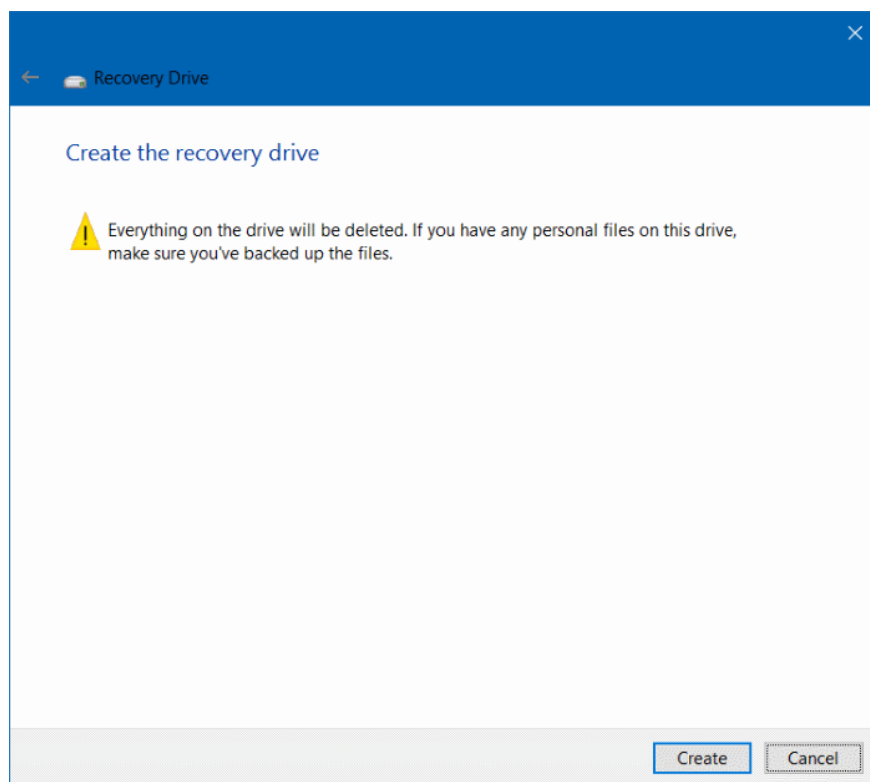 Recovery Drive
Create the recovery drive
Everything on the drive will be deleted. If you have any personal files on this drive,
make sure you've backed up the files.
Create
Cancel